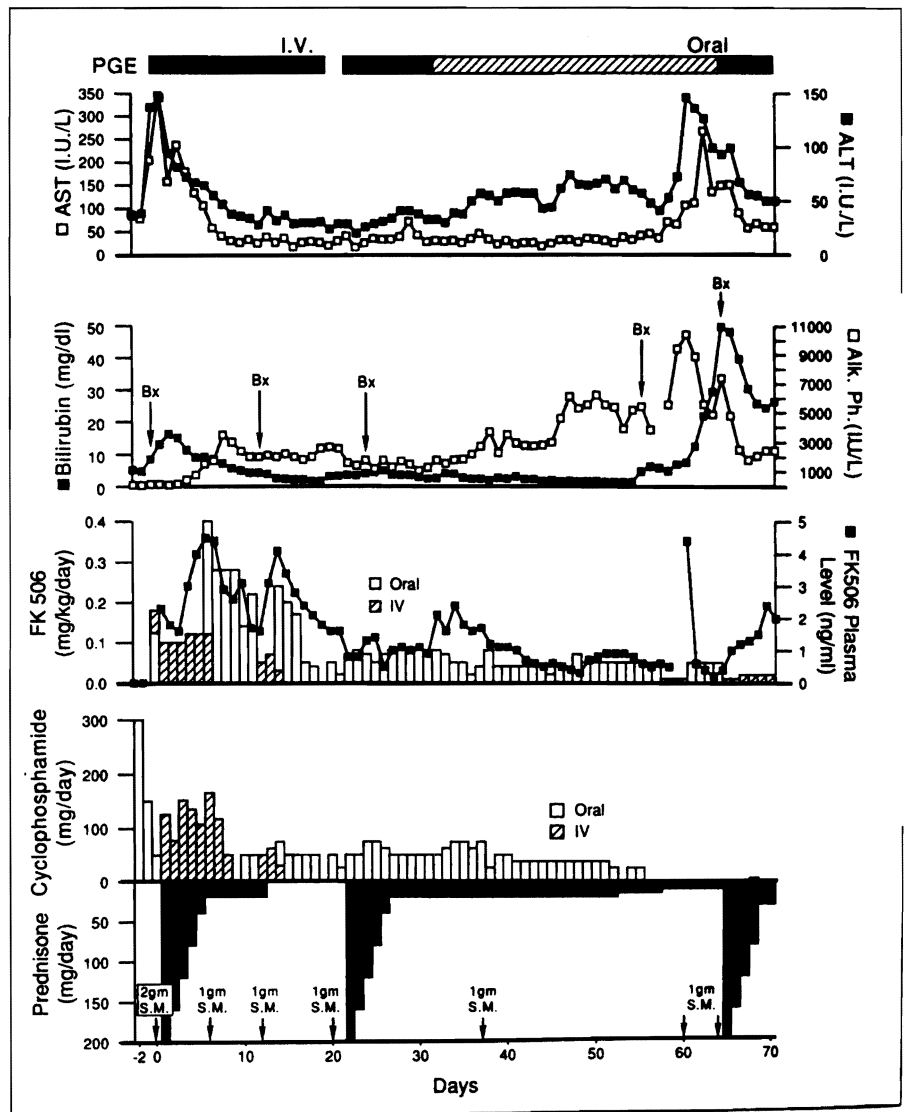 I.V.
Oral
PGE
350
300
250
200
150
100
50
0
□ AST (I.U./L)
150
100
50
0
■ ALT (I.U./L)
50
40
30
20
10
0
■ Bilirubin (mg/dl)
Bx
Bx
Bx
Bx
Bx
11000
9000
7000
5000
3000
1000
□ Alk. Ph. (I.U/L)
0.4
0.3
0.2
0.1
0.0
FK 506
(mg/kg/day)
□ Oral
▨ IV
5
4
3
2
1
0
■ FK506 Plasma
Level (ng/ml)
300
200
100
0
Cyclophosphamide
(mg/day)
□ Oral
▨ IV
50
100
150
200
Prednisone
(mg/day)
2gm
S.M.
1gm
S.M.
1gm
S.M.
1gm
S.M.
1gm
S.M.
1gm
S.M.
-2 0 10 20 30 40 50 60 70
Days